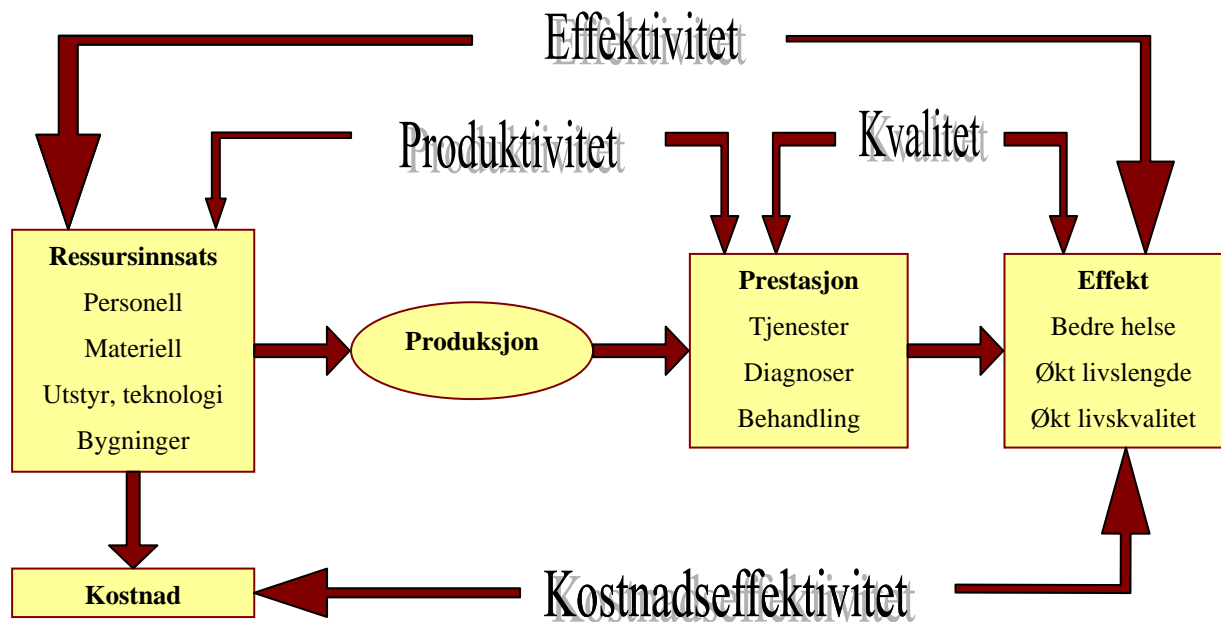 Effektivitet
Produktivitet
Kvalitet
Ressursinnsats
Personell
Materiell
Utstyr, teknologi
Bygninger
Produksjon
Prestasjon
Tjenester
Diagnoser
Behandling
Effekt
Bedre helse
Økt livslengde
Økt livskvalitet
Kostnad
Kostnadseffektivitet